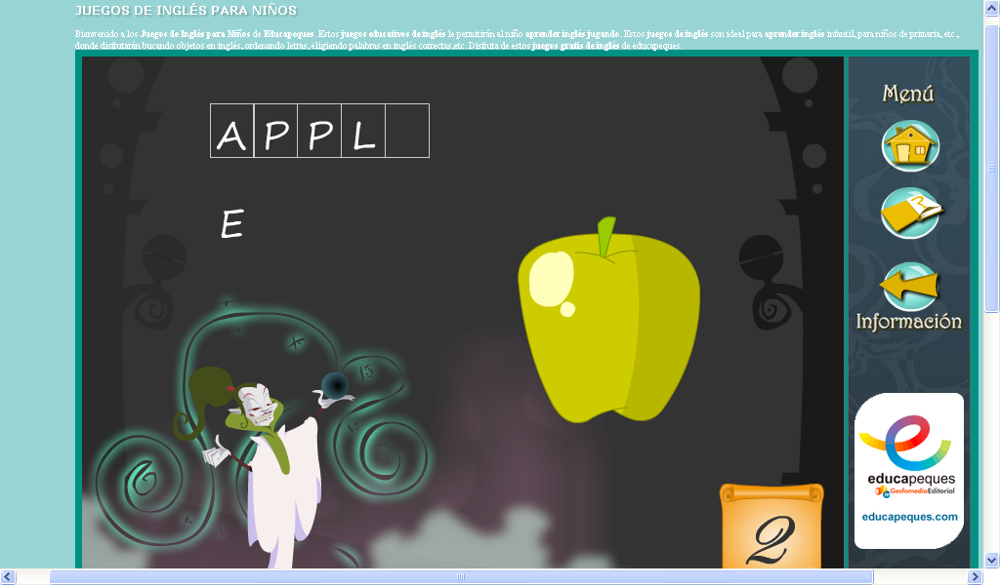 JUEGOS DE INGLÉS PARA NIÑOS
Bienvenido a los Juegos de Inglés para Niños de Educapeques. Estos juegos educativos de inglés le permitirán al niño aprender inglés jugando. Estos juegos de inglés son ideal para aprender inglés infantil, para niños de primaria, etc.,
donde disfrutarán bucando objetos en inglés, ordenando letras, eligiendo palabras en inglés correctas,etc. Disfruta de estos juegos gratis de inglés de educapeques.
A P P L
E
Menú
Información
educapeques
GesfomediaEditorial
educapeques.com
2